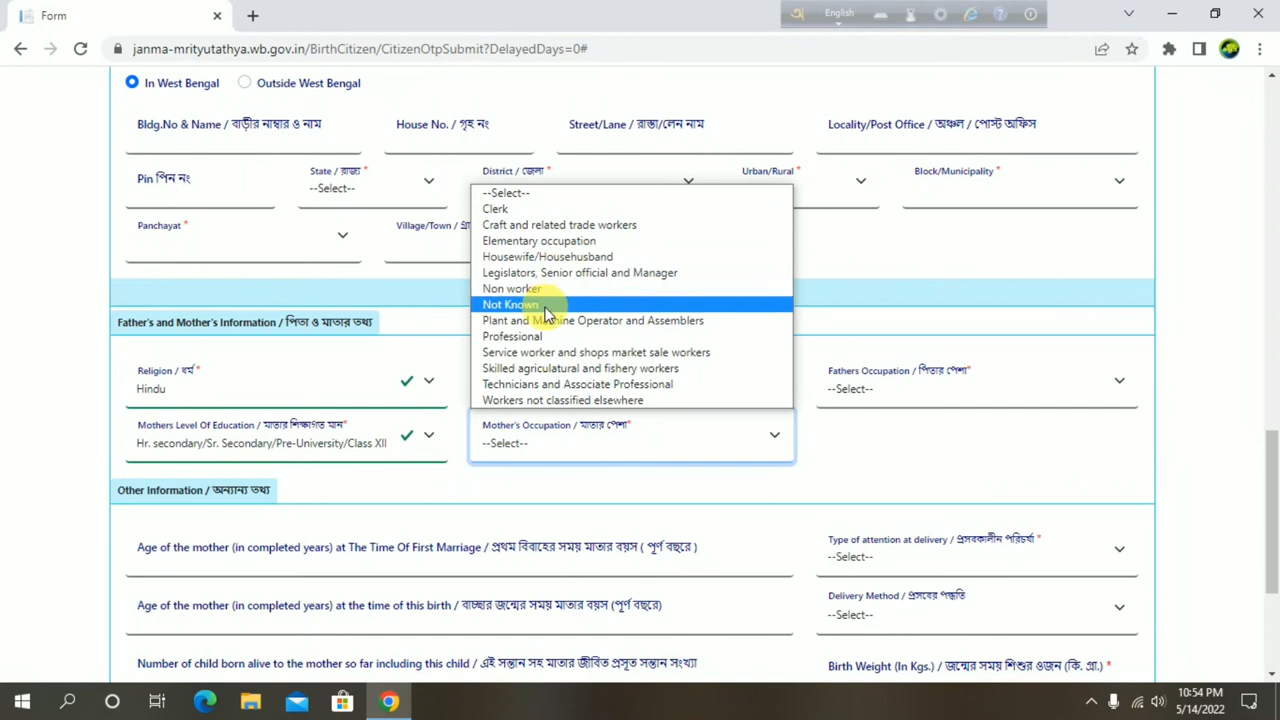 Form
English
janma-mrityutathya.wb.gov.in/BirthCitizen/CitizenOtpSubmit?DelayedDays=0#
In West Bengal
Outside West Bengal
Bldg.No & Name / বাড়ীর নাম্বার ও নাম
House No. / গৃহ নং
Street/Lane / রাস্তা/লেন নাম
Locality/Post Office / অঞ্চল / পোস্ট অফিস
Pin পিন নং
State / রাজ্য *
--Select--
District / জেলা *
Urban/Rural *
Block/Municipality *
Panchayat *
Village/Town /
--Select--
Clerk
Craft and related trade workers
Elementary occupation
Housewife/Househusband
Legislators, Senior official and Manager
Non worker
Not Known
Plant and Machine Operator and Assemblers
Professional
Service worker and shops market sale workers
Skilled agriculatural and fishery workers
Technicians and Associate Professional
Workers not classified elsewhere
Father's and Mother's Information / পিতা ও মাতার তথ্য
Religion / ধর্ম *
Hindu
Fathers Occupation / পিতার পেশা*
--Select--
Mothers Level Of Education / মাতার শিক্ষাগত মান*
Hr. secondary/Sr. Secondary/Pre-University/Class XII
Mother's Occupation / মাতার পেশা*
--Select--
Other Information / অন্যান্য তথ্য
Age of the mother (in completed years) at The Time Of First Marriage / প্রথম বিবাহের সময় মাতার বয়স ( পূর্ণ বছরে )
Type of attention at delivery / প্রসবকালীন পরিচর্যা *
--Select--
Age of the mother (in completed years) at the time of this birth / বাচ্ছার জন্মের সময় মাতার বয়স (পূর্ণ বছরে)
Delivery Method / প্রসবের পদ্ধতি
--Select--
Number of child born alive to the mother so far including this child / এই সন্তান সহ মাতার জীবিত প্রসূত সন্তান সংখ্যা
Birth Weight (In Kgs.) / জন্মের সময় শিশুর ওজন (কি. গ্রা.) *
10:54 PM
5/14/2022